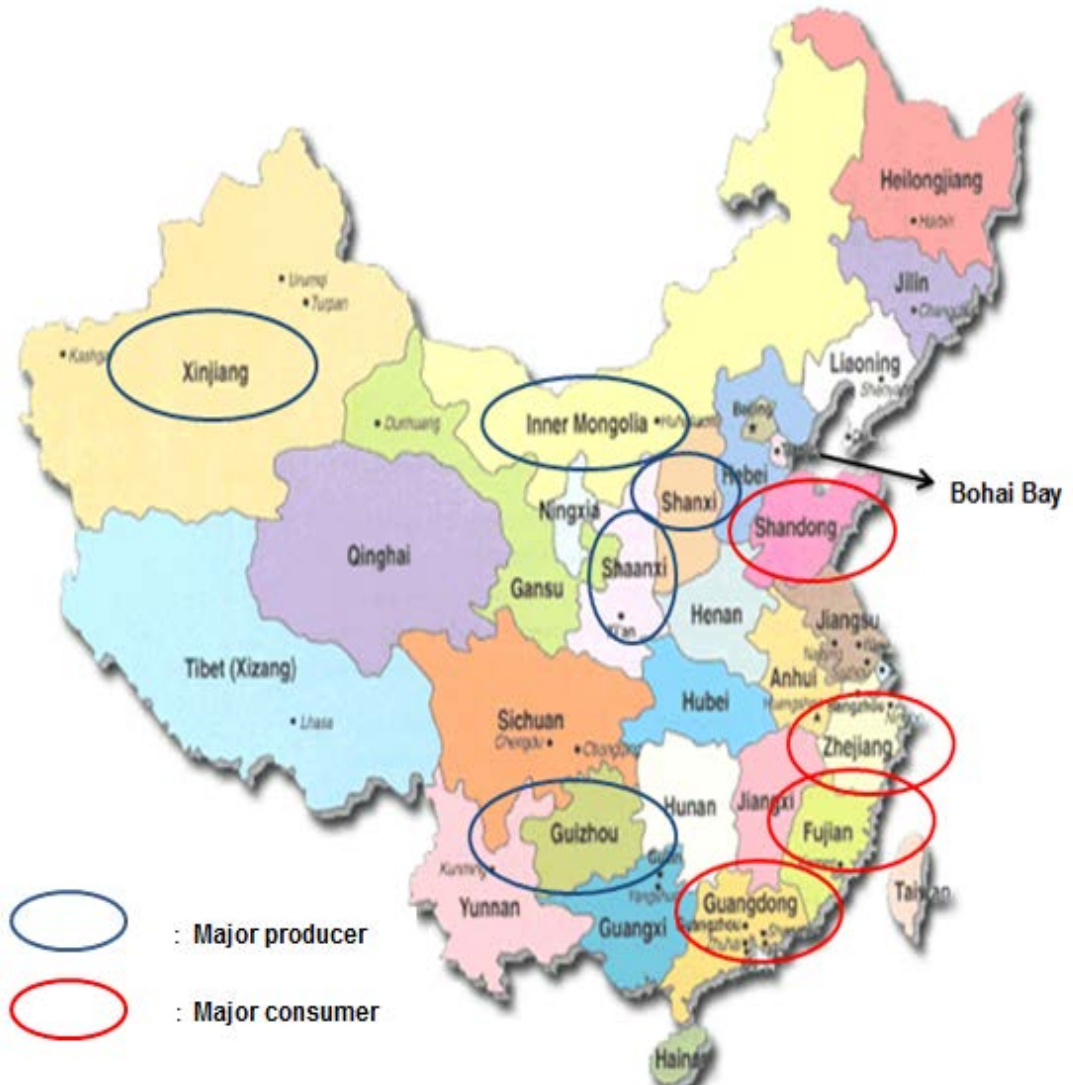 Heilongjiang
Harbin
Jilin
Urumqi
Turpan
Liaoning
Xinjiang
Beijing
Inner Mongolia
Dunhuang
Hebei
Bohai Bay
Shanxi
Ningxia
Shandong
Qinghai
Shaanxi
Gansu
Henan
Xi'an
Jiangsu
Tibet (Xizang)
Anhui
Hubei
Lhasa
Sichuan
Chengdu
Zhejiang
Hunan
Jiangxi
Guizhou
Fujian
Kunming
Yunnan
Guangxi
Guangdong
Taiwan
: Major producer
: Major consumer